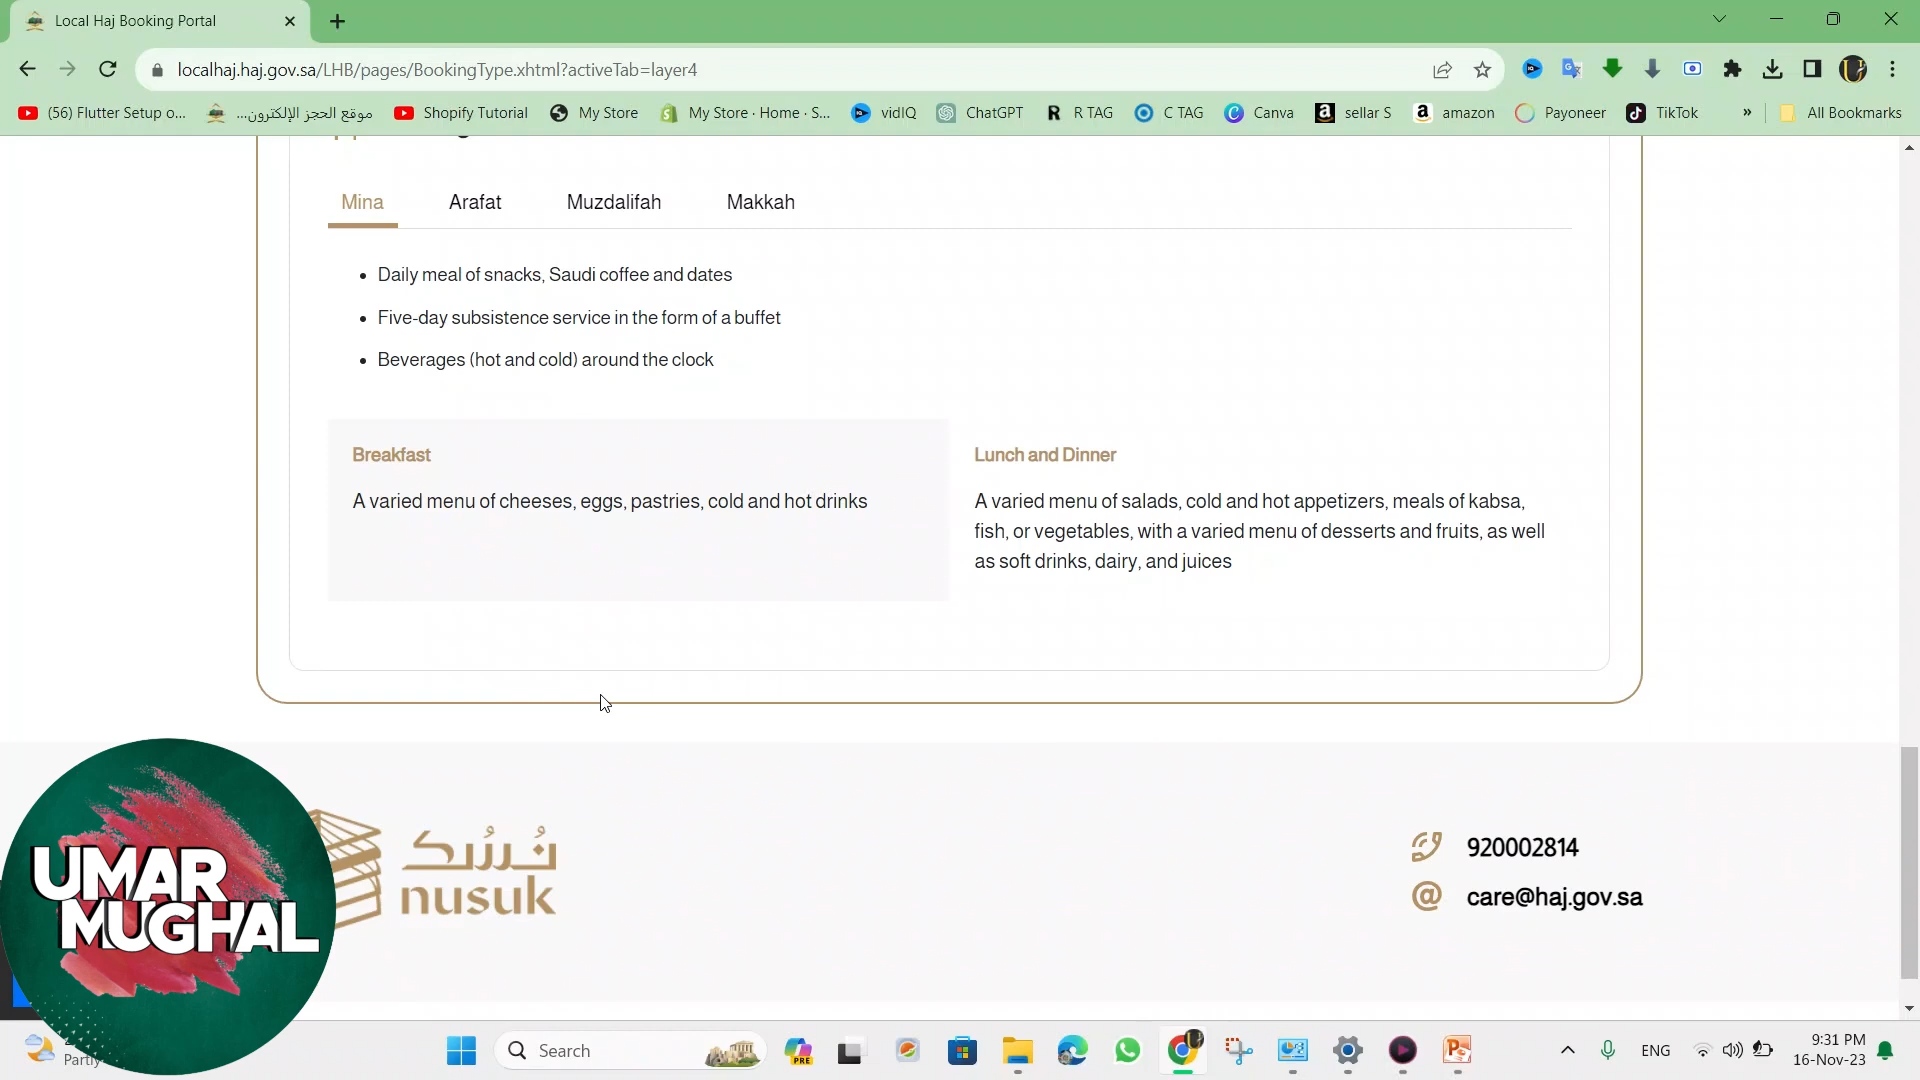 Local Haj Booking Portal
localhaj.haj.gov.sa/LHB/pages/BookingType.xhtml?activeTab=layer4
(56) Flutter Setup o...
موقع الحجز الإلكترون...
Shopify Tutorial
My Store
My Store · Home · S...
vidIQ
ChatGPT
R TAG
C TAG
Canva
sellar S
amazon
Payoneer
TikTok
»
All Bookmarks
Mina
Arafat
Muzdalifah
Makkah
• Daily meal of snacks, Saudi coffee and dates
• Five-day subsistence service in the form of a buffet
• Beverages (hot and cold) around the clock
Breakfast
A varied menu of cheeses, eggs, pastries, cold and hot drinks
Lunch and Dinner
A varied menu of salads, cold and hot appetizers, meals of kabsa,
fish, or vegetables, with a varied menu of desserts and fruits, as well
as soft drinks, dairy, and juices
UMAR
MUGHAL
نُسُك
nusuk
920002814
care@haj.gov.sa
Search
PRE
ENG
9:31 PM
16-Nov-23